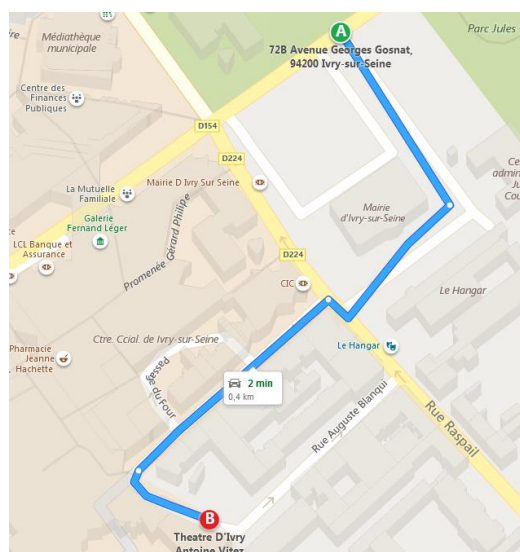 A
72B Avenue Georges Gosnat,
94200 Ivry-sur-Seine
Parc Jules -
Médiathèque
municipale
Centre des
Finances
Publiques
D154
D224
Mairie D Ivry Sur Seine
La Mutuelle
Familiale
Galerie
Fernand Léger
LCL Banque et
Assurance
Promenée Gérard Philipe
Mairie
d'Ivry-sur-Seine
D224
CIC
Le Hangar
Ctre. Ccial. de Ivry-sur-Seine
Le Hangar
Pharmacie
Jeanne
Hachette
Passage du Four
2 min
0,4 km
Rue Auguste Blanqui
Rue Raspail
B
Theatre D'Ivry
Antoine Vitez